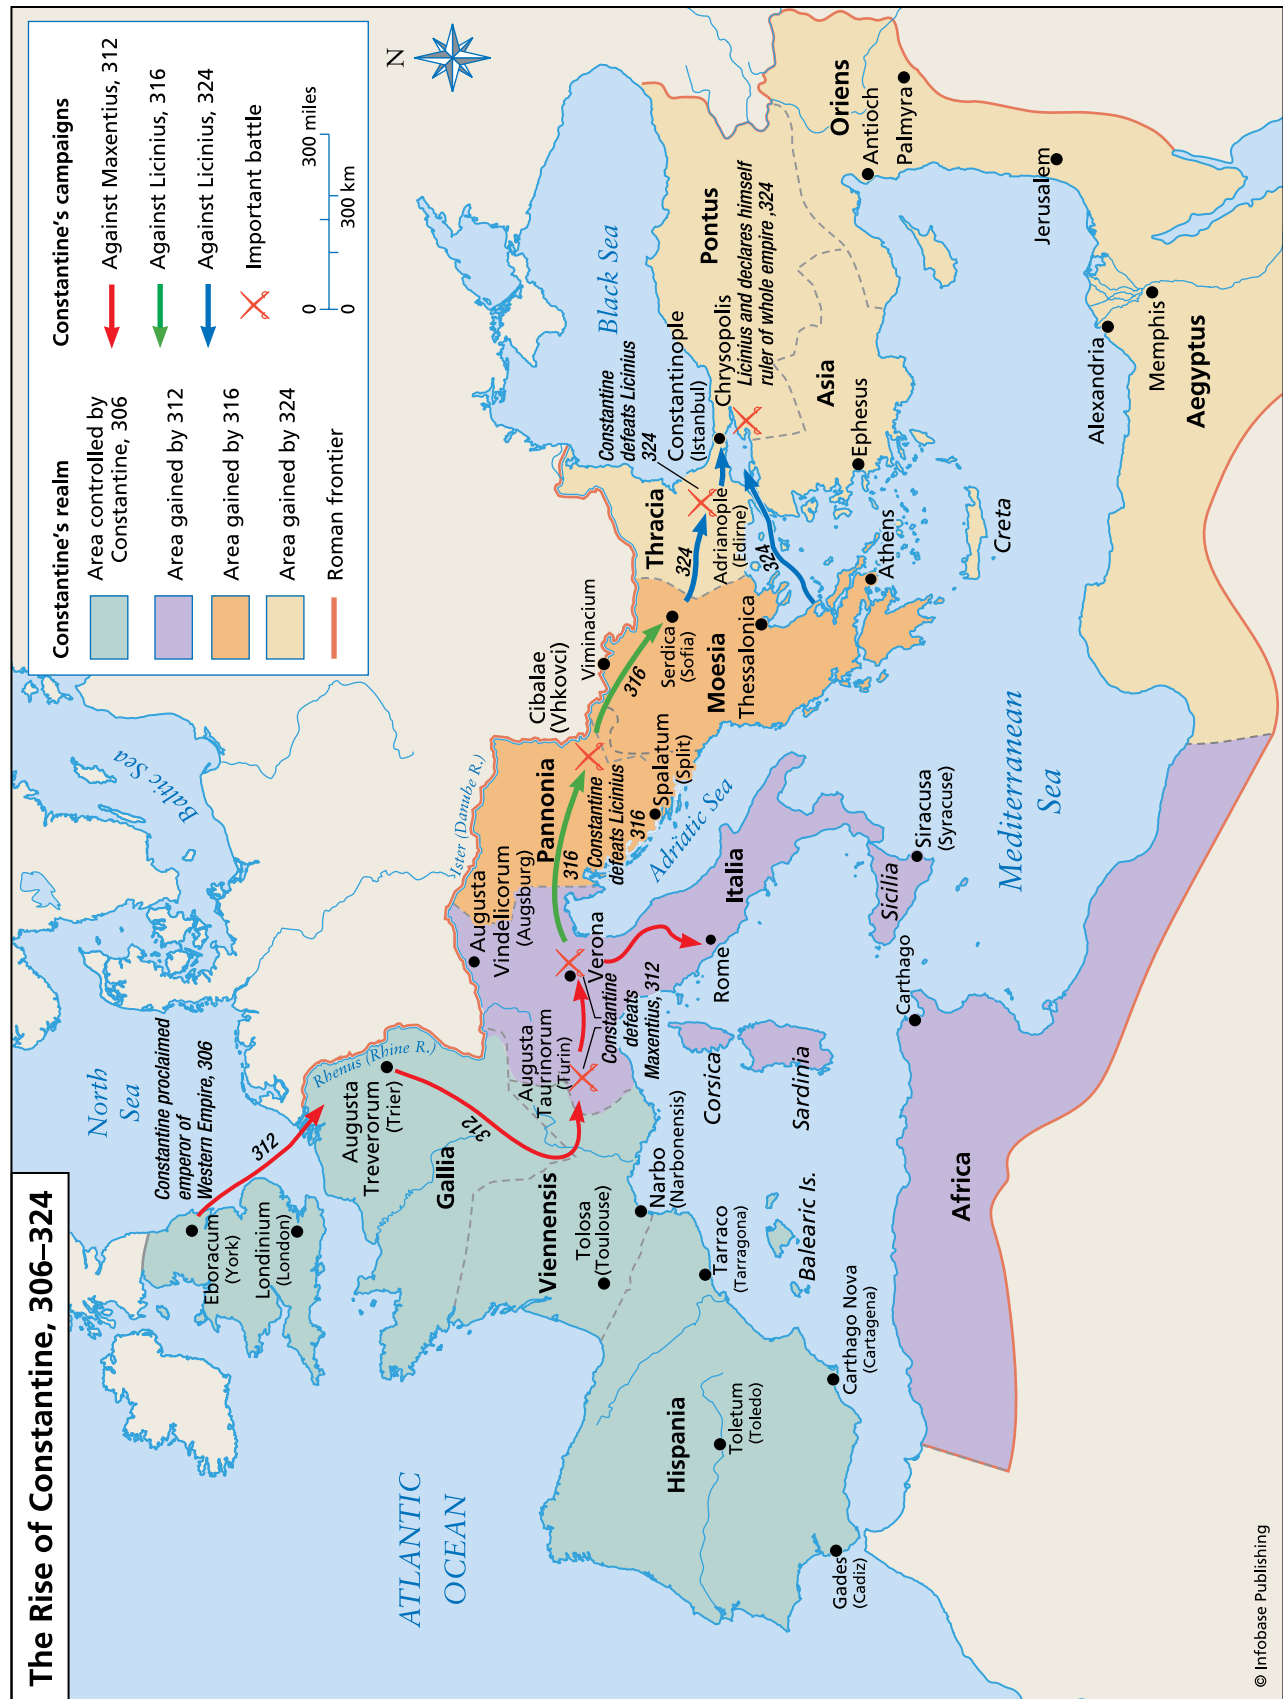 The Rise of Constantine, 306–324
Constantine's realm
Area controlled by
Constantine, 306
Area gained by 312
Area gained by 316
Area gained by 324
Roman frontier
Constantine's campaigns
Against Maxentius, 312
Against Licinius, 316
Against Licinius, 324
Important battle
0
300 miles
0
300 km
N
ATLANTIC
OCEAN
North
Sea
Baltic Sea
Black Sea
Adriatic Sea
Mediterranean
Sea
Rhenus (Rhine R.)
Ister (Danube R.)
Constantine proclaimed
emperor of
Western Empire, 306
312
Eboracum
(York)
Londinium
(London)
Augusta
Treverorum
(Trier)
312
Gallia
Viennensis
Tolosa
(Toulouse)
Narbo
(Narbonensis)
Tarraco
(Tarragona)
Hispania
Toletum
(Toledo)
Carthago Nova
(Cartagena)
Gades
(Cadiz)
Balearic Is.
Augusta
Vindelicorum
(Augsburg)
Augusta
Taurinorum
(Turin)
Verona
Constantine
defeats
Maxentius, 312
Rome
Italia
Corsica
Sardinia
Sicilia
Siracusa
(Syracuse)
Carthago
Africa
Pannonia
316
Constantine
defeats Licinius
316
Spalatum
(Split)
Cibalae
(Vhkovci)
Viminacium
316
Serdica
(Sofia)
Moesia
Thessalonica
Athens
Creta
Thracia
324
Adrianople
(Edirne)
324
Constantine
defeats Licinius
324
Constantinople
(Istanbul)
Chrysopolis
Licinius and declares himself
ruler of whole empire ,324
Pontus
Asia
Ephesus
Oriens
Antioch
Palmyra
Jerusalem
Alexandria
Memphis
Aegyptus
© Infobase Publishing